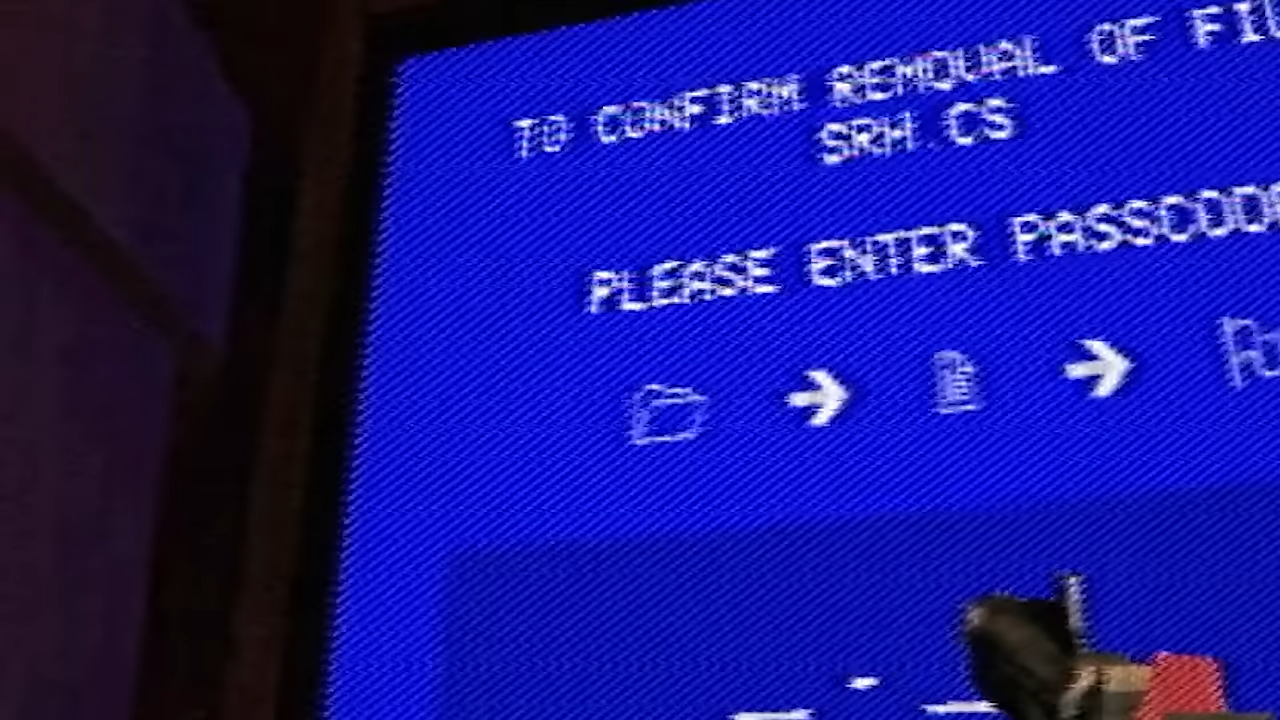 TO CONFIRM REMOVAL OF
SRH.CS
PLEASE ENTER